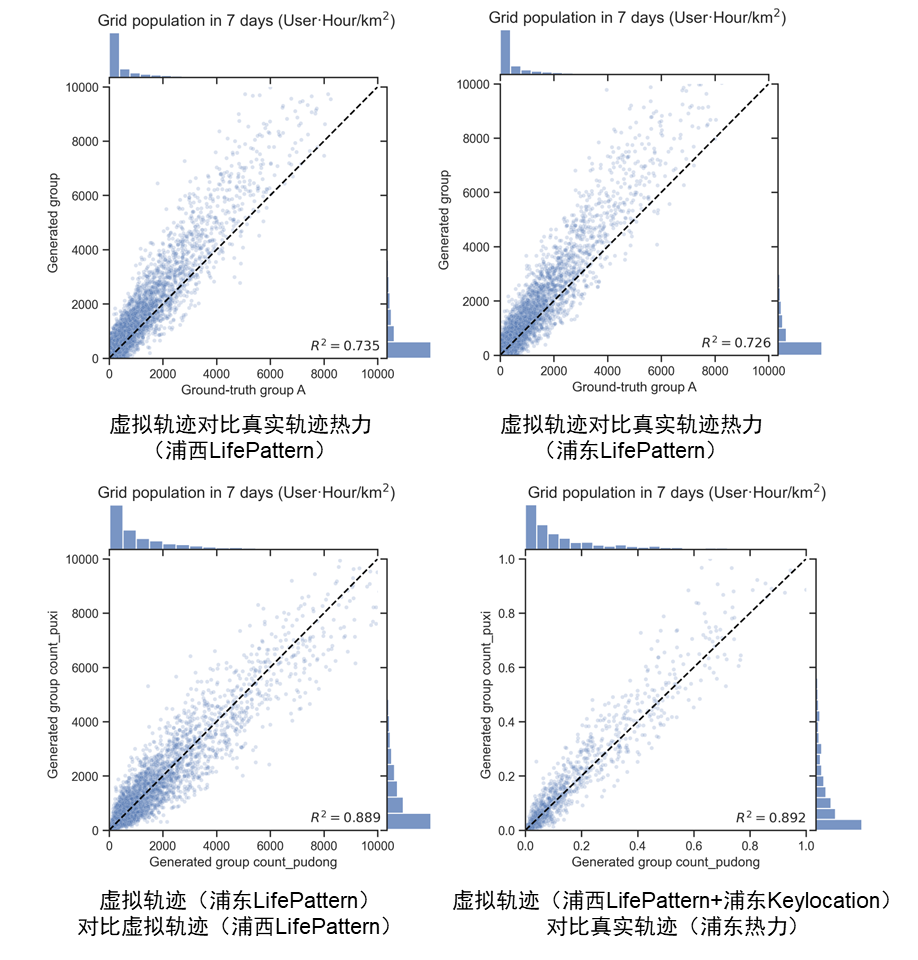 Grid population in 7 days (User·Hour/km²)
10000
8000
6000
4000
2000
0
Generated group
R² = 0.735
0 2000 4000 6000 8000 10000
Ground-truth group A
虚拟轨迹对比真实轨迹热力
（浦西LifePattern）
Grid population in 7 days (User·Hour/km²)
10000
8000
6000
4000
2000
0
Generated group
R² = 0.726
0 2000 4000 6000 8000 10000
Ground-truth group A
虚拟轨迹对比真实轨迹热力
（浦东LifePattern）
Grid population in 7 days (User·Hour/km²)
10000
8000
6000
4000
2000
0
Generated group count_puxi
R² = 0.889
0 2000 4000 6000 8000 10000
Generated group count_pudong
虚拟轨迹（浦东LifePattern）
对比虚拟轨迹（浦西LifePattern）
Grid population in 7 days (User·Hour/km²)
1.0
0.8
0.6
0.4
0.2
0.0
Generated group count_puxi
R² = 0.892
0.0 0.2 0.4 0.6 0.8 1.0
Generated group count_pudong
虚拟轨迹（浦西LifePattern+浦东Keylocation）
对比真实轨迹（浦东热力）